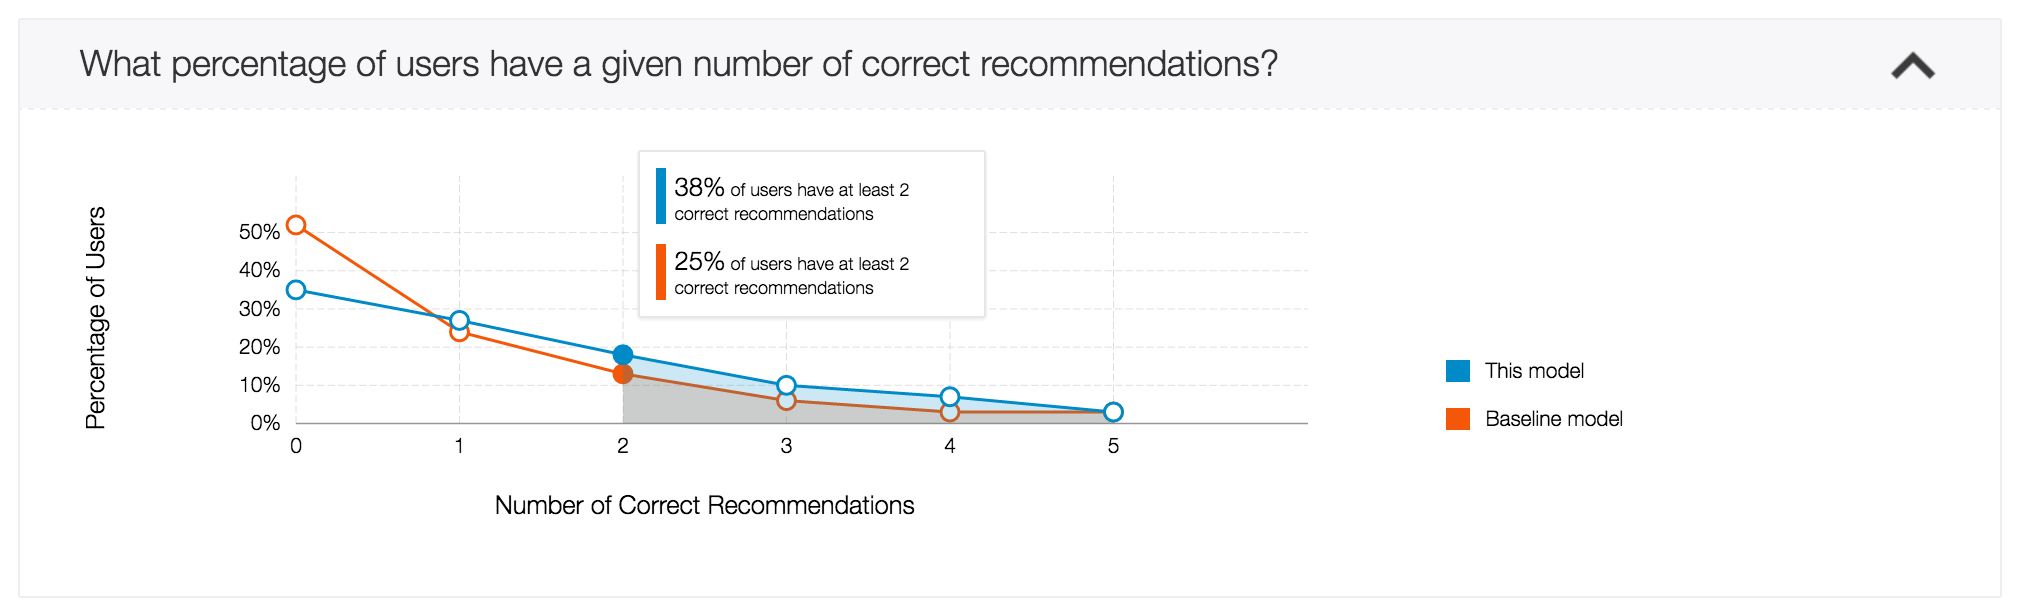 What percentage of users have a given number of correct recommendations?
38% of users have at least 2
correct recommendations
25% of users have at least 2
correct recommendations
Percentage of Users
50%
40%
30%
20%
10%
0%
0 1 2 3 4 5
Number of Correct Recommendations
This model
Baseline model